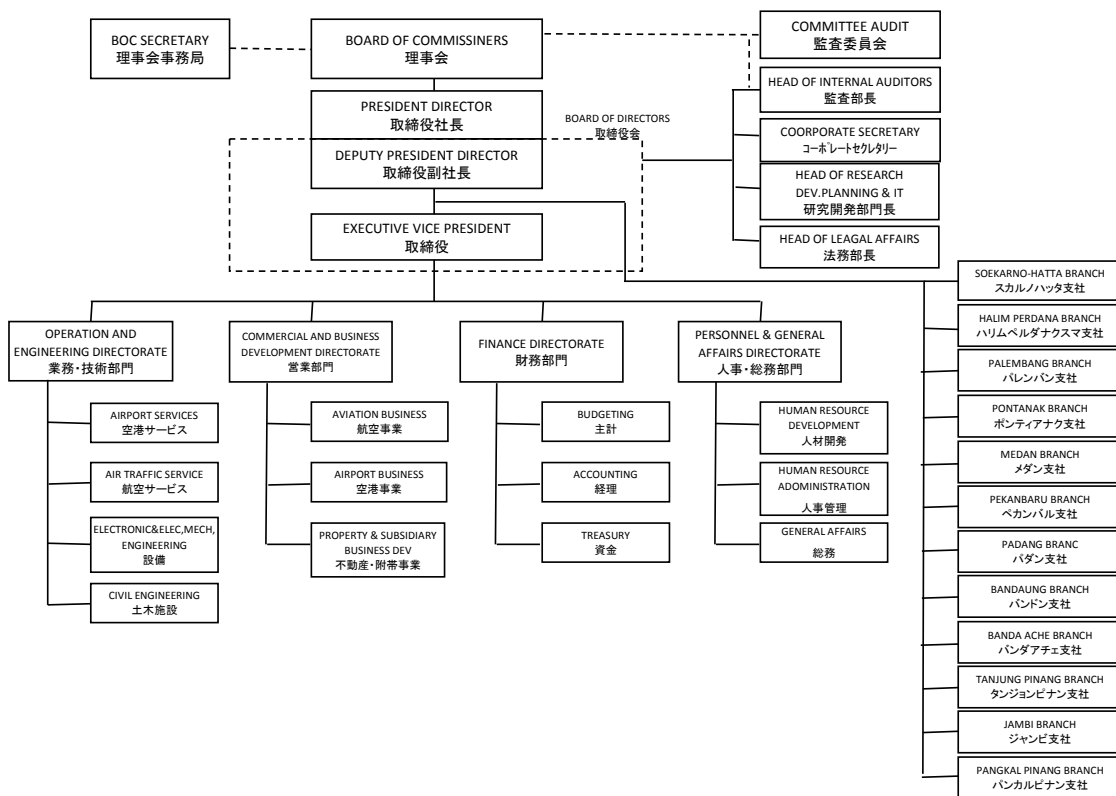 BOC SECRETARY
理事会事務局
BOARD OF COMMISSINERS
理事会
COMMITTEE AUDIT
監査委員会
PRESIDENT DIRECTOR
取締役社長
BOARD OF DIRECTORS
取締役会
DEPUTY PRESIDENT DIRECTOR
取締役副社長
EXECUTIVE VICE PRESIDENT
取締役
HEAD OF INTERNAL AUDITORS
監査部長
COORPORATE SECRETARY
コーポレートセクレタリー
HEAD OF RESEARCH
DEV.PLANNING & IT
研究開発部門長
HEAD OF LEAGAL AFFAIRS
法務部長
OPERATION AND
ENGINEERING DIRECTORATE
業務・技術部門
AIRPORT SERVICES
空港サービス
AIR TRAFFIC SERVICE
航空サービス
ELECTRONIC&ELEC,MECH,
ENGINEERING
設備
CIVIL ENGINEERING
土木施設
COMMERCIAL AND BUSINESS
DEVELOPMENT DIRECTORATE
営業部門
AVIATION BUSINESS
航空事業
AIRPORT BUSINESS
空港事業
PROPERTY & SUBSIDIARY
BUSINESS DEV
不動産・附帯事業
FINANCE DIRECTORATE
財務部門
BUDGETING
主計
ACCOUNTING
経理
TREASURY
資金
PERSONNEL & GENERAL
AFFAIRS DIRECTORATE
人事・総務部門
HUMAN RESOURCE
DEVELOPMENT
人材開発
HUMAN RESOURCE
ADOMINISTRATION
人事管理
GENERAL AFFAIRS
総務
SOEKARNO-HATTA BRANCH
スカルノハッタ支社
HALIM PERDANA BRANCH
ハリムペルダナクスマ支社
PALEMBANG BRANCH
パレンバン支社
PONTANAK BRANCH
ポンティアナク支社
MEDAN BRANCH
メダン支社
PEKANBARU BRANCH
ペカンバル支社
PADANG BRANC
パダン支社
BANDAUNG BRANCH
バンドン支社
BANDA ACHE BRANCH
バンダアチェ支社
TANJUNG PINANG BRANCH
タンジョンピナン支社
JAMBI BRANCH
ジャンビ支社
PANGKAL PINANG BRANCH
パンカルピナン支社